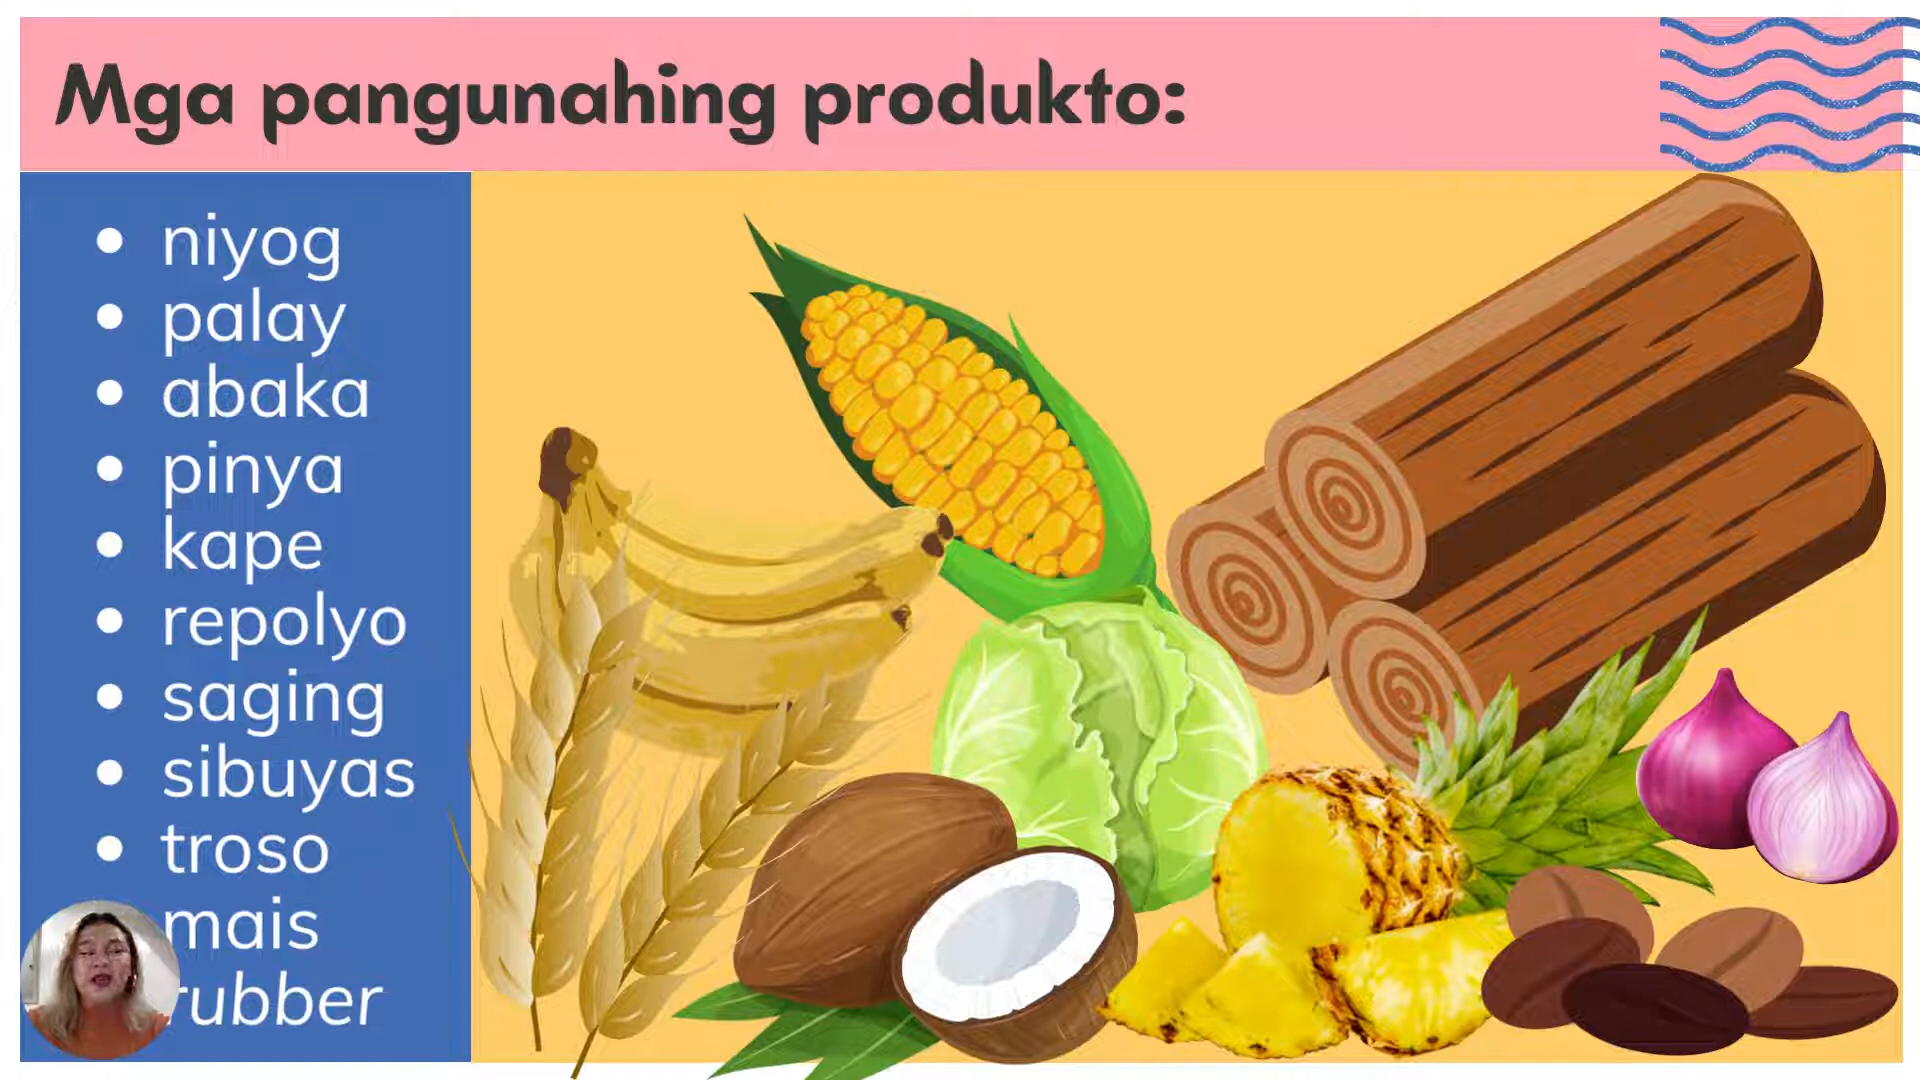 Mga pangunahing produkto:
niyog
palay
abaka
pinya
kape
repolyo
saging
sibuyas
troso
mais
rubber